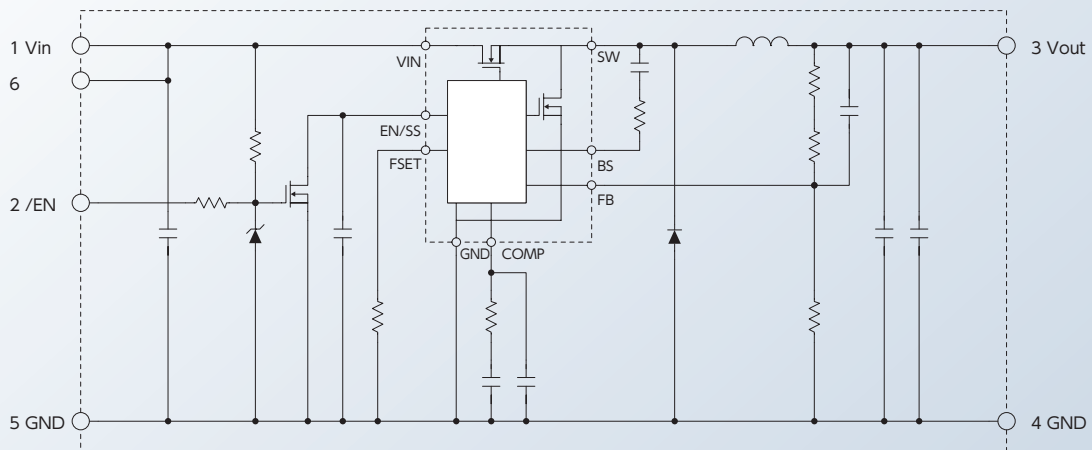 1 Vin
VIN
SW
3 Vout
6
EN/SS
FSET
BS
2 /EN
FB
GND
COMP
5 GND
4 GND